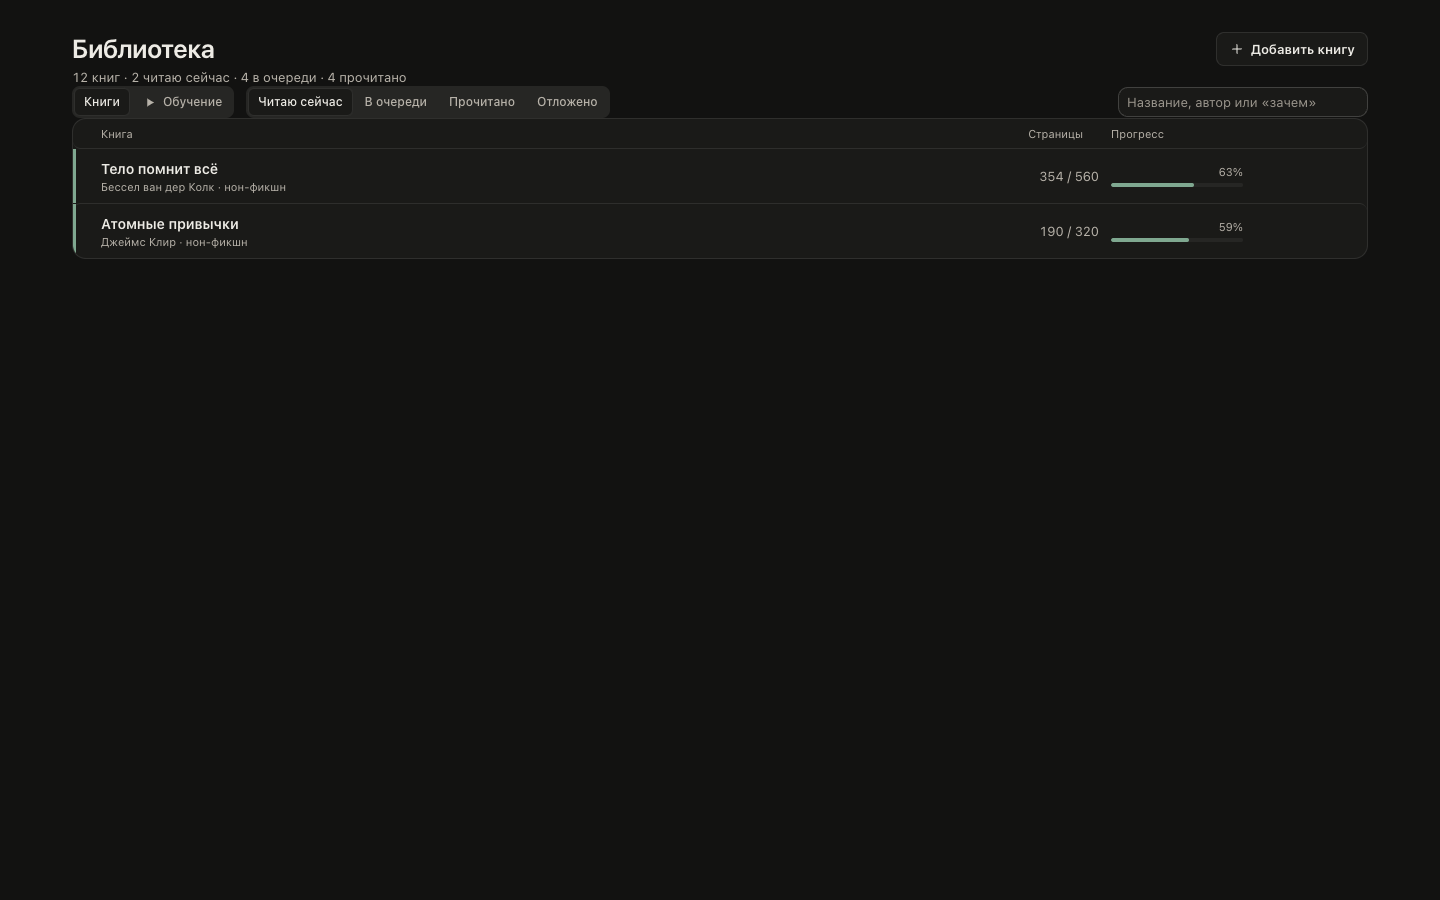 Библиотека
Добавить книгу
12 книг · 2 читаю сейчас · 4 в очереди · 4 прочитано
Книги Обучение Читаю сейчас В очереди Прочитано Отложено Название, автор или «зачем»
Книга Страницы Прогресс
Тело помнит всё
Бессел ван дер Колк · нон-фикшн
354 / 560 63%
Атомные привычки
Джеймс Клир · нон-фикшн
190 / 320 59%